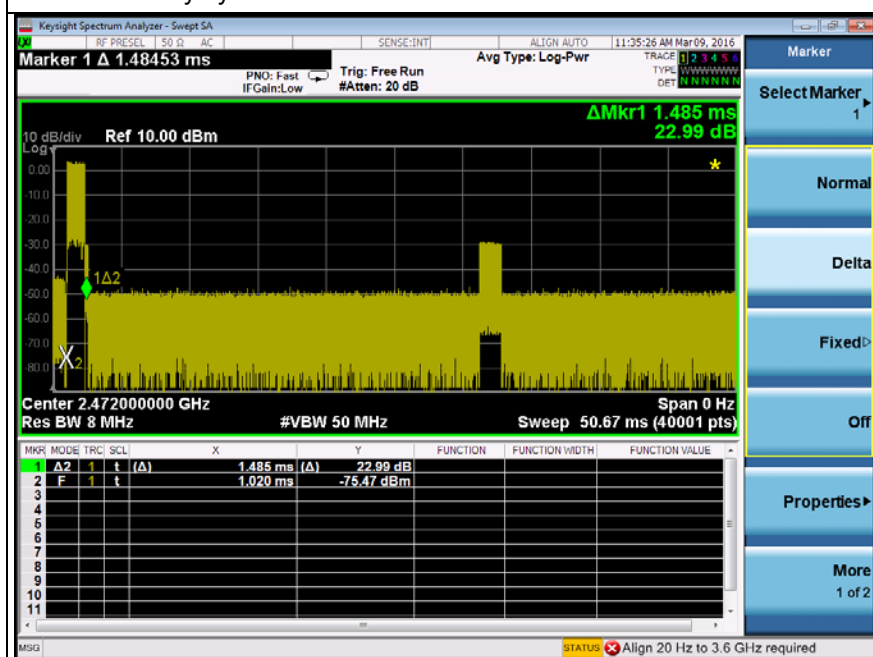 Keysight Spectrum Analyzer - Swept SA
RF PRESEL 50 Ω AC SENSE:INT ALIGN AUTO 11:35:26 AM Mar 09, 2016
Marker 1 Δ 1.48453 ms
PNO: Fast
IFGain:Low
Trig: Free Run
#Atten: 20 dB
Avg Type: Log-Pwr
TRACE 1 2 3 4 5 6
TYPE WWWWWW
DET N N N N N N
Marker
Select Marker
1
Normal
Delta
Fixed
Off
Properties
More
1 of 2
ΔMkr1 1.485 ms
22.99 dB
10 dB/div Ref 10.00 dBm
Log
0.00
-10.0
-20.0
-30.0
-40.0
-50.0
-60.0
-70.0
-80.0
1Δ2
X2
Center 2.472000000 GHz Span 0 Hz
Res BW 8 MHz #VBW 50 MHz Sweep 50.67 ms (40001 pts)
MKR MODE TRC SCL X Y FUNCTION FUNCTION WIDTH FUNCTION VALUE
1 Δ2 1 t (Δ) 1.485 ms (Δ) 22.99 dB
2 F 1 t 1.020 ms -75.47 dBm
3
4
5
6
7
8
9
10
11
MSG STATUS Align 20 Hz to 3.6 GHz required